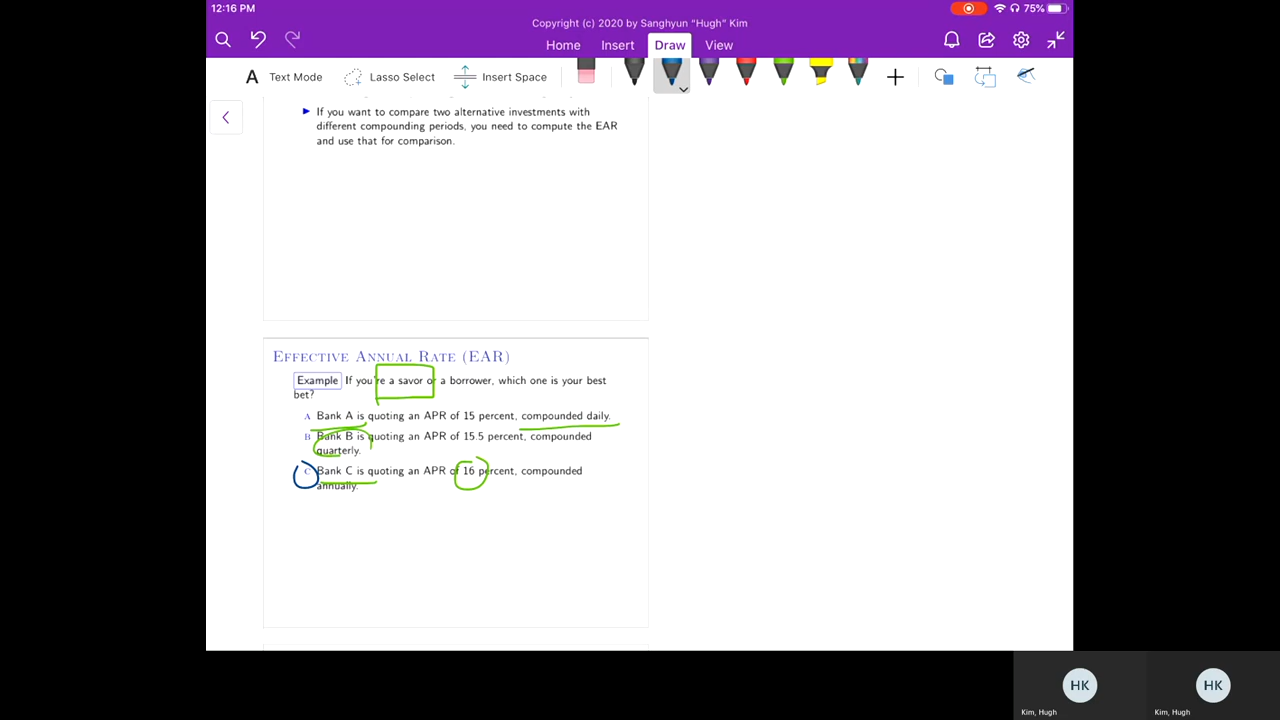 12:16 PM
75%
Copyright (c) 2020 by Sanghyun “Hugh” Kim
Home Insert Draw View
A Text Mode Lasso Select Insert Space
If you want to compare two alternative investments with
different compounding periods, you need to compute the EAR
and use that for comparison.
EFFECTIVE ANNUAL RATE (EAR)
Example If you're a savor or a borrower, which one is your best
bet?
A Bank A is quoting an APR of 15 percent, compounded daily.
B Bank B is quoting an APR of 15.5 percent, compounded
quarterly.
C Bank C is quoting an APR of 16 percent, compounded
annually.
HK HK
Kim, Hugh Kim, Hugh